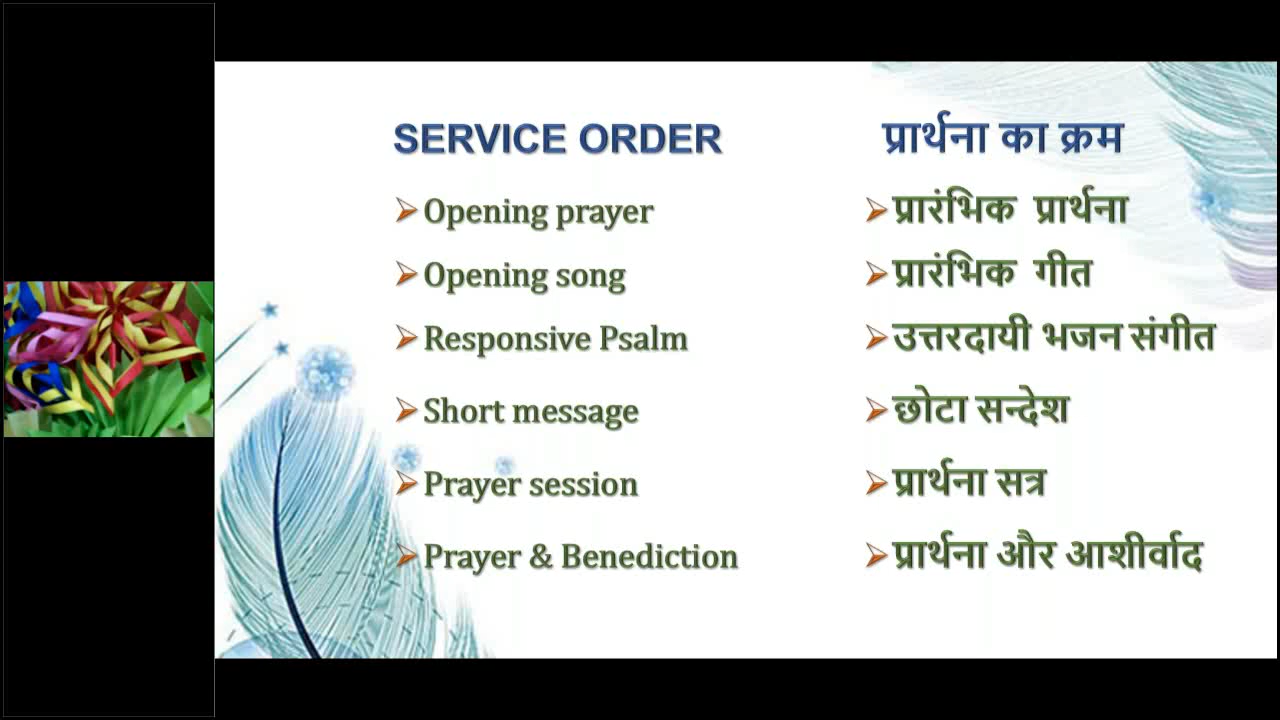 SERVICE ORDER
Opening prayer
Opening song
Responsive Psalm
Short message
Prayer session
Prayer & Benediction
प्रार्थना का क्रम
प्रारंभिक प्रार्थना
प्रारंभिक गीत
उत्तरदायी भजन संगीत
छोटा सन्देश
प्रार्थना सत्र
प्रार्थना और आशीर्वाद